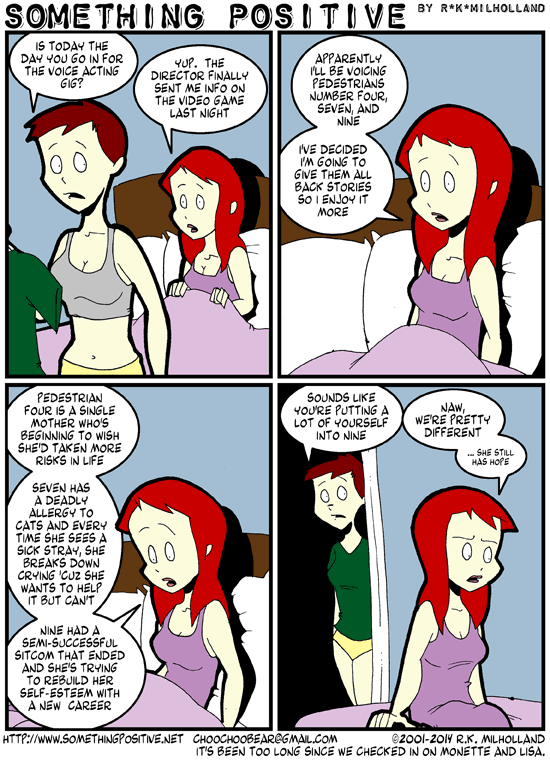 SOMETHING POSITIVE BY R*K*MILHOLLAND
IS TODAY THE
DAY YOU GO IN FOR
THE VOICE ACTING
GIG?
YUP. THE
DIRECTOR FINALLY
SENT ME INFO ON
THE VIDEO GAME
LAST NIGHT
APPARENTLY
I'LL BE VOICING
PEDESTRIANS
NUMBER FOUR,
SEVEN, AND
NINE
I'VE DECIDED
I'M GOING TO
GIVE THEM ALL
BACK STORIES
SO I ENJOY IT
MORE
PEDESTRIAN
FOUR IS A SINGLE
MOTHER WHO'S
BEGINNING TO WISH
SHE'D TAKEN MORE
RISKS IN LIFE
SEVEN HAS
A DEADLY
ALLERGY TO
CATS AND EVERY
TIME SHE SEES A
SICK STRAY, SHE
BREAKS DOWN
CRYING 'CUZ SHE
WANTS TO HELP
IT BUT CAN'T
NINE HAD A
SEMI-SUCCESSFUL
SITCOM THAT ENDED
AND SHE'S TRYING
TO REBUILD HER
SELF-ESTEEM WITH
A NEW CAREER
SOUNDS LIKE
YOU'RE PUTTING A
LOT OF YOURSELF
INTO NINE
NAW,
WE'RE PRETTY
DIFFERENT
... SHE STILL
HAS HOPE
HTTP://WWW.SOMETHINGPOSITIVE.NET CHOOCHOOBEAR@GMAIL.COM ©2001-2014 R.K. MILHOLLAND
IT'S BEEN TOO LONG SINCE WE CHECKED IN ON MONETTE AND LISA.